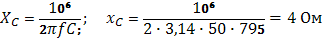 X_C = 10⁶ / 2πfC; ; x_C = 10⁶ / 2 · 3,14 · 50 · 795 = 4 Ом